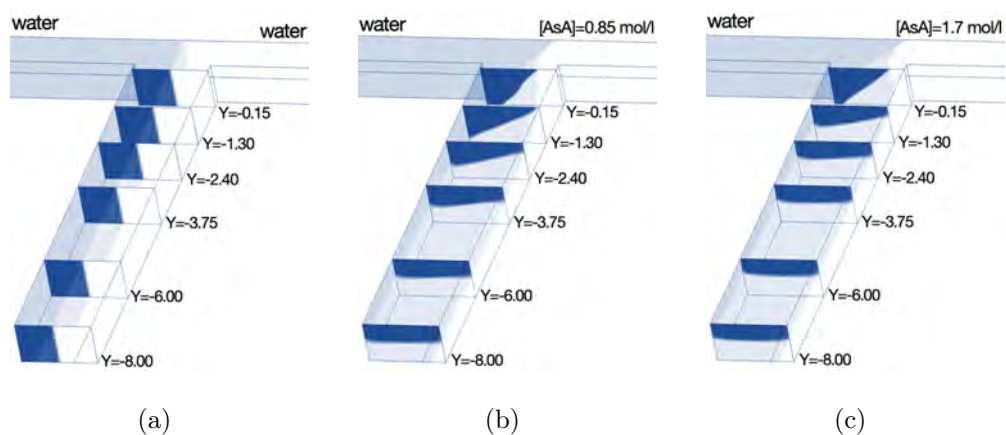 water
water
Y=-0.15
Y=-1.30
Y=-2.40
Y=-3.75
Y=-6.00
Y=-8.00
(a)
water
[AsA]=0.85 mol/l
Y=-0.15
Y=-1.30
Y=-2.40
Y=-3.75
Y=-6.00
Y=-8.00
(b)
water
[AsA]=1.7 mol/l
Y=-0.15
Y=-1.30
Y=-2.40
Y=-3.75
Y=-6.00
Y=-8.00
(c)